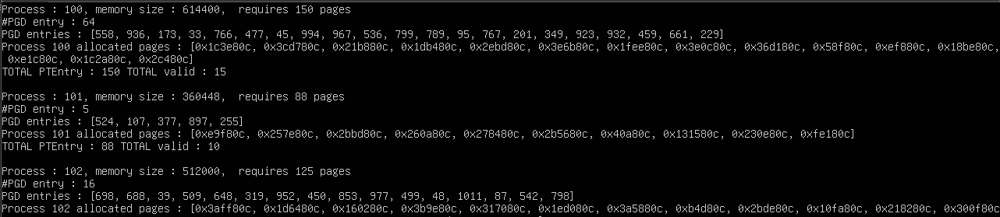 Process : 100, memory size : 614400,  requires 150 pages
#PGD entry : 64
PGD entries : [558, 936, 173, 33, 766, 477, 45, 994, 967, 536, 799, 789, 95, 767, 201, 349, 923, 932, 459, 661, 229]
Process 100 allocated pages : [0x1c3e80c, 0x3cd780c, 0x21b880c, 0x1db480c, 0x2ebd80c, 0x3e6b80c, 0x1fee80c, 0x3e0c80c, 0x36d180c, 0x58f80c, 0xef880c, 0x18be80c,
 0xe1c80c, 0x1c2a80c, 0x2c480c]
TOTAL PTEntry : 150 TOTAL valid : 15
Process : 101, memory size : 360448,  requires 88 pages
#PGD entry : 5
PGD entries : [524, 107, 377, 897, 255]
Process 101 allocated pages : [0xe9f80c, 0x257e80c, 0x2bbd80c, 0x260a80c, 0x278480c, 0x2b5680c, 0x40a80c, 0x131580c, 0x230e80c, 0xfe180c]
TOTAL PTEntry : 88 TOTAL valid : 10
Process : 102, memory size : 512000,  requires 125 pages
#PGD entry : 16
PGD entries : [698, 688, 39, 509, 648, 319, 952, 450, 853, 977, 499, 48, 1011, 87, 542, 798]
Process 102 allocated pages : [0x3aff80c, 0x1d6480c, 0x160280c, 0x3b9e80c, 0x317080c, 0x1ed080c, 0x3a5880c, 0xb4d80c, 0x2bde80c, 0x10fa80c, 0x218280c, 0x300f80c